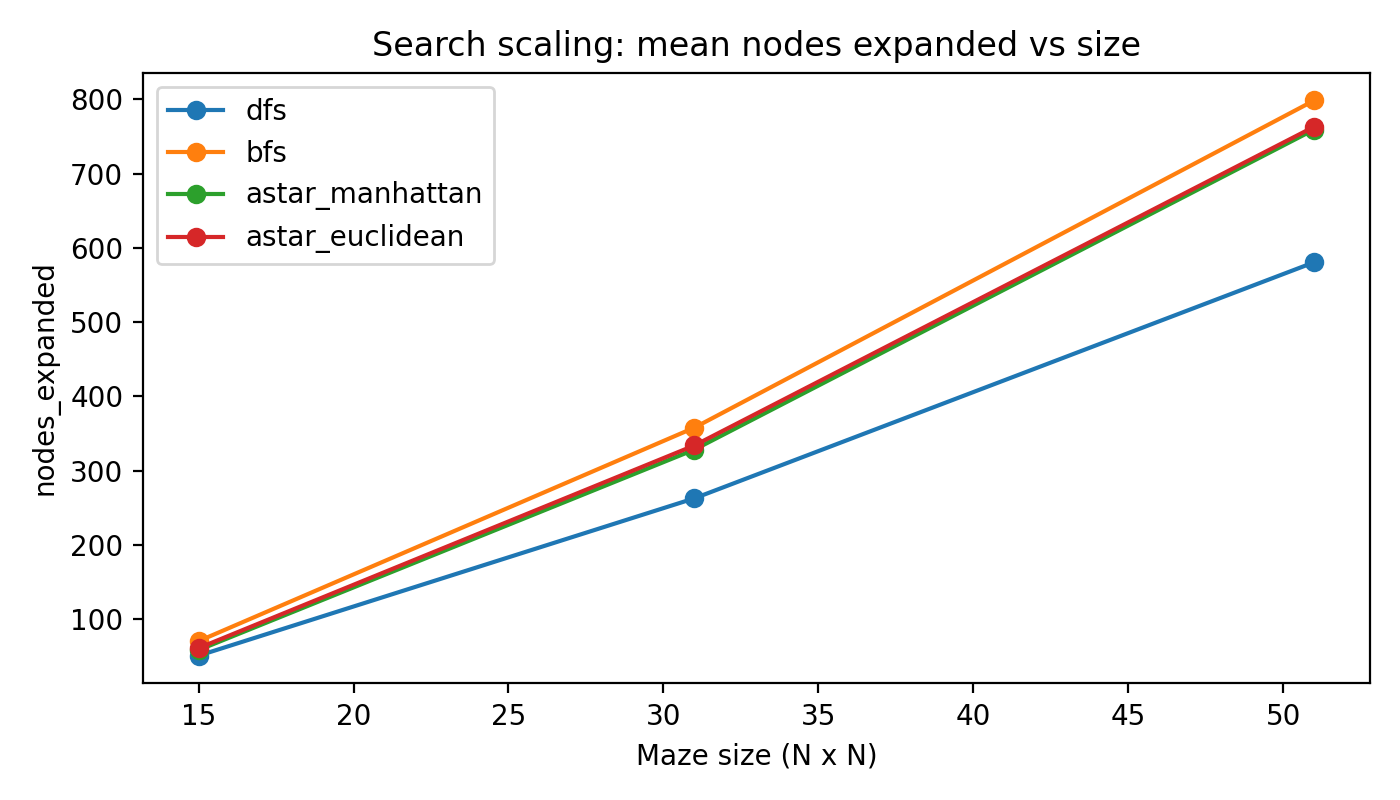 Search scaling: mean nodes expanded vs size
dfs
bfs
astar_manhattan
astar_euclidean
nodes_expanded
800
700
600
500
400
300
200
100
15 20 25 30 35 40 45 50
Maze size (N x N)